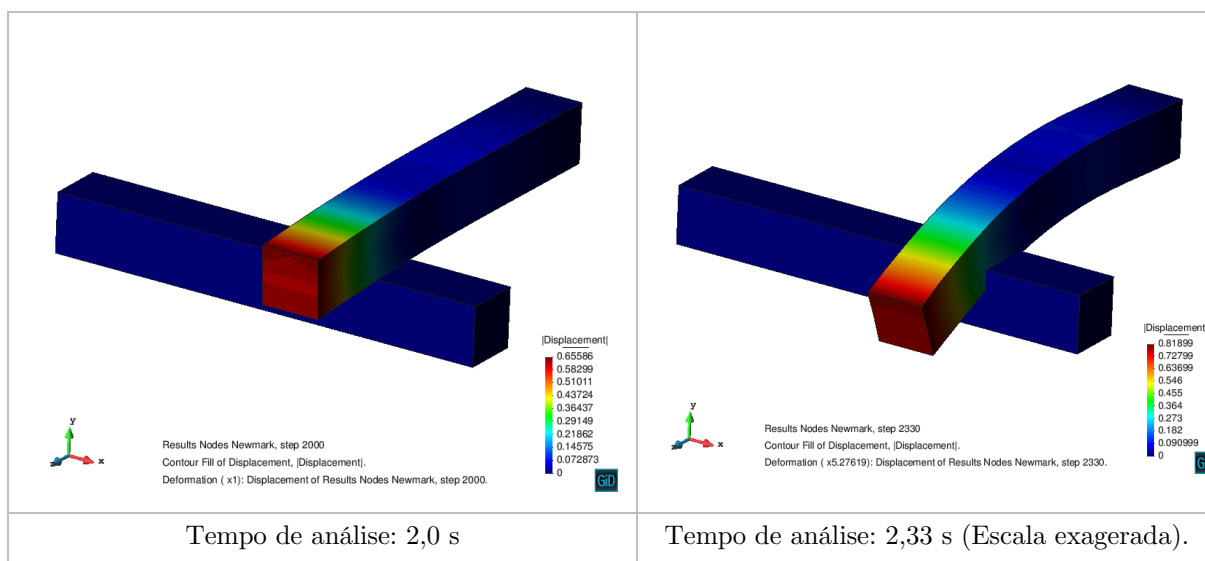 |Displacement|
0.65586
0.58299
0.51011
0.43724
0.36437
0.29149
0.21862
0.14575
0.072873
0
y
z
x
Results Nodes Newmark, step 2000
Contour Fill of Displacement, |Displacement|.
Deformation ( x1): Displacement of Results Nodes Newmark, step 2000.
GiD
|Displacement
0.81899
0.72799
0.63699
0.546
0.455
0.364
0.273
0.182
0.090999
0
y
z
x
Results Nodes Newmark, step 2330
Contour Fill of Displacement, |Displacement|.
Deformation ( x5.27619): Displacement of Results Nodes Newmark, step 2330.
G
Tempo de análise: 2,0 s
Tempo de análise: 2,33 s (Escala exagerada).